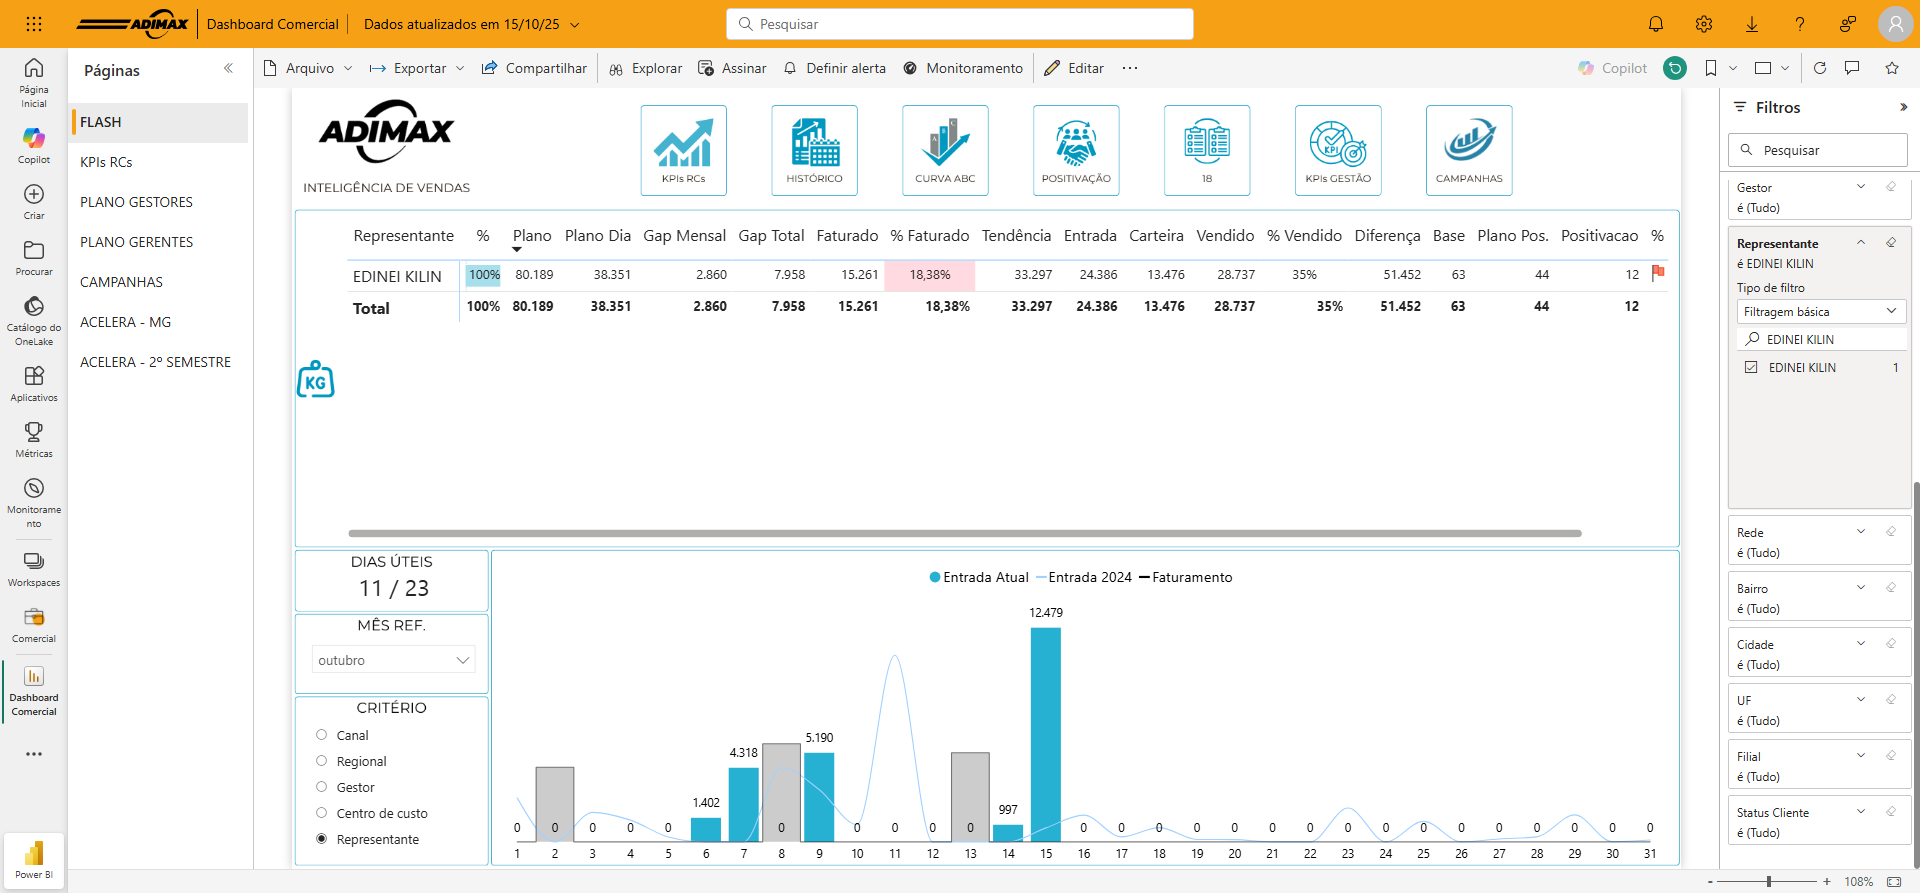 ADIMAX
Dashboard Comercial
Dados atualizados em 15/10/25
Pesquisar
Página
Inicial
Copilot
Criar
Procurar
Catálogo do
OneLake
Aplicativos
Métricas
Monitorame
nto
Workspaces
Comercial
Dashboard
Comercial
Power BI
Páginas
FLASH
KPIs RCs
PLANO GESTORES
PLANO GERENTES
CAMPANHAS
ACELERA - MG
ACELERA - 2º SEMESTRE
Arquivo
Exportar
Compartilhar
Explorar
Assinar
Definir alerta
Monitoramento
Editar
Copilot
ADIMAX
INTELIGÊNCIA DE VENDAS
KPIs RCs
HISTÓRICO
A B C
CURVA ABC
POSITIVAÇÃO
18
KPI
KPIs GESTÃO
CAMPANHAS
Representante % Plano Plano Dia Gap Mensal Gap Total Faturado % Faturado Tendência Entrada Carteira Vendido % Vendido Diferença Base Plano Pos. Positivacao %
EDINEI KILIN 100% 80.189 38.351 2.860 7.958 15.261 18,38% 33.297 24.386 13.476 28.737 35% 51.452 63 44 12
Total 100% 80.189 38.351 2.860 7.958 15.261 18,38% 33.297 24.386 13.476 28.737 35% 51.452 63 44 12
KG
DIAS ÚTEIS
11 / 23
MÊS REF.
outubro
CRITÉRIO
Canal
Regional
Gestor
Centro de custo
Representante
Entrada Atual Entrada 2024 Faturamento
12.479
5.190
4.318
1.402
997
0 0 0 0 0 0 0 0 0 0 0 0 0 0 0 0 0 0 0 0 0 0 0 0 0 0 0
1 2 3 4 5 6 7 8 9 10 11 12 13 14 15 16 17 18 19 20 21 22 23 24 25 26 27 28 29 30 31
Filtros
Pesquisar
Gestor
é (Tudo)
Representante
é EDINEI KILIN
Tipo de filtro
Filtragem básica
EDINEI KILIN
EDINEI KILIN 1
Rede
é (Tudo)
Bairro
é (Tudo)
Cidade
é (Tudo)
UF
é (Tudo)
Filial
é (Tudo)
Status Cliente
é (Tudo)
- + 108%